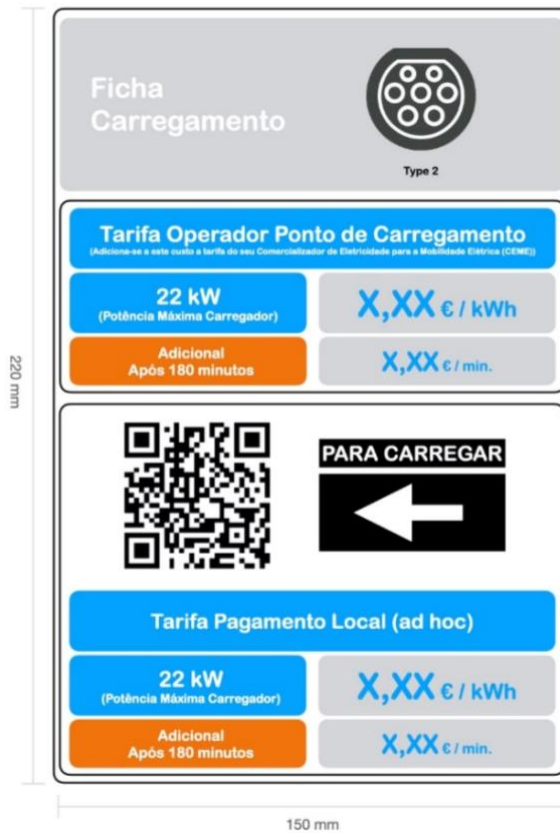 Ficha
Carregamento
Type 2
Tarifa Operador Ponto de Carregamento
(Adiciona-se a este custo a tarifa do seu Comercializador de Eletricidade para a Mobilidade Elétrica (CEME))
22 kW
(Potência Máxima Carregador)
X,XX € / kWh
Adicional
Após 180 minutos
X,XX € / min.
220 mm
PARA CARREGAR
Tarifa Pagamento Local (ad hoc)
22 kW
(Potência Máxima Carregador)
X,XX € / kWh
Adicional
Após 180 minutos
X,XX € / min.
150 mm